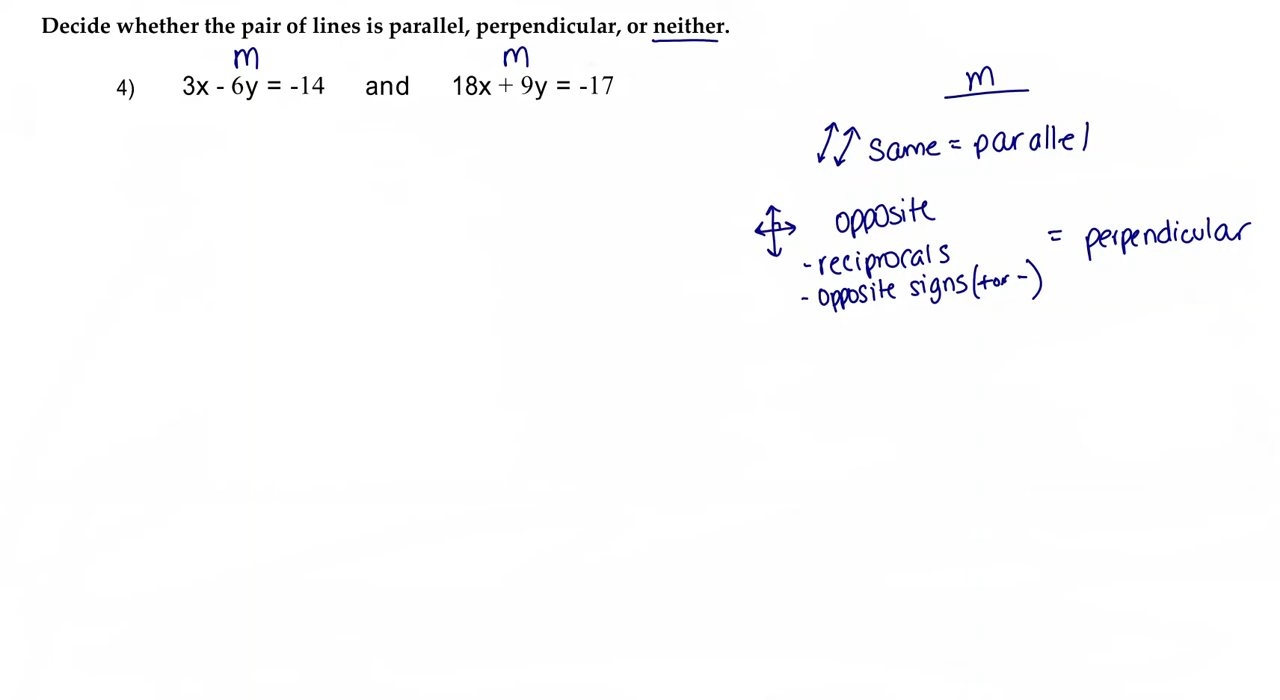 Decide whether the pair of lines is parallel, perpendicular, or neither.
m m
4) 3x - 6y = -14 and 18x + 9y = -17
m
same = parallel
opposite
-reciprocals
- opposite signs (+or -)
= perpendicular